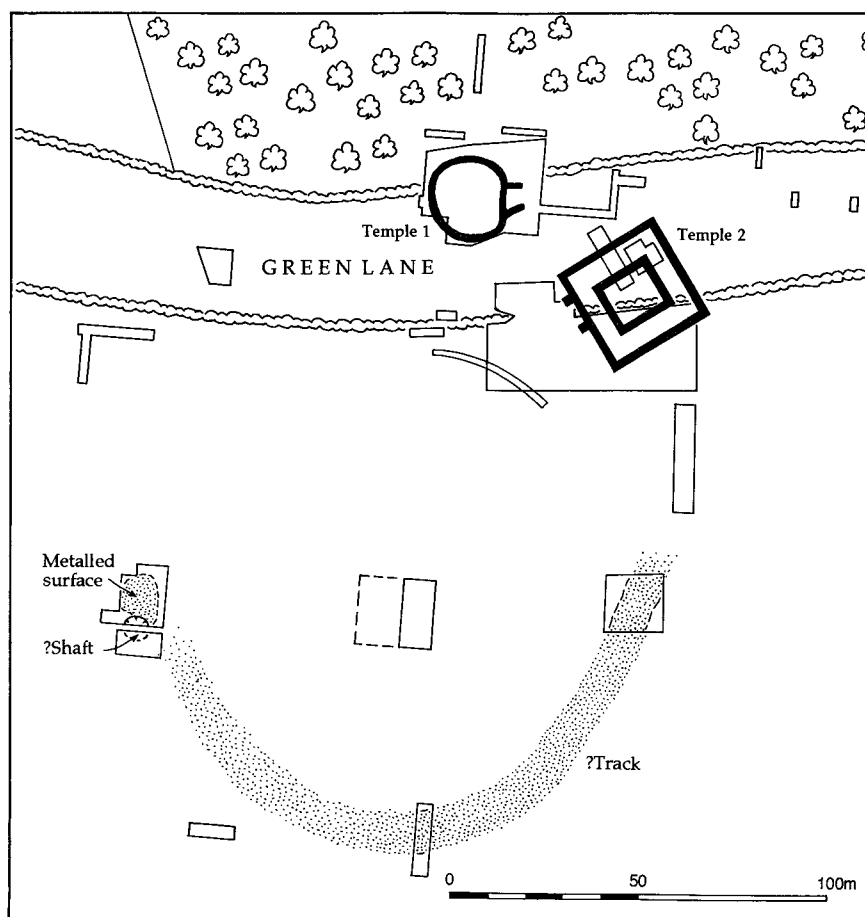 Temple 1
Temple 2
GREEN LANE
Metalled
surface
?Shaft
?Track
0 50 100m